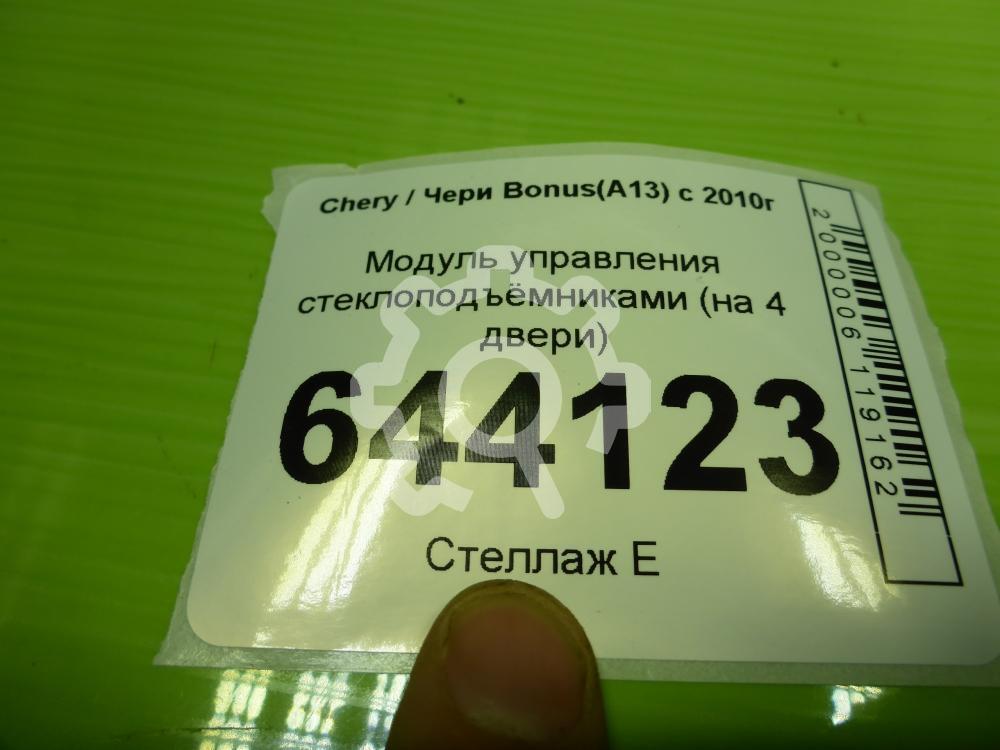 Chery / Чери Bonus(A13) с 2010г
Модуль управления
стеклоподъёмниками (на 4
двери)
644123
Стеллаж Е
2000006119162